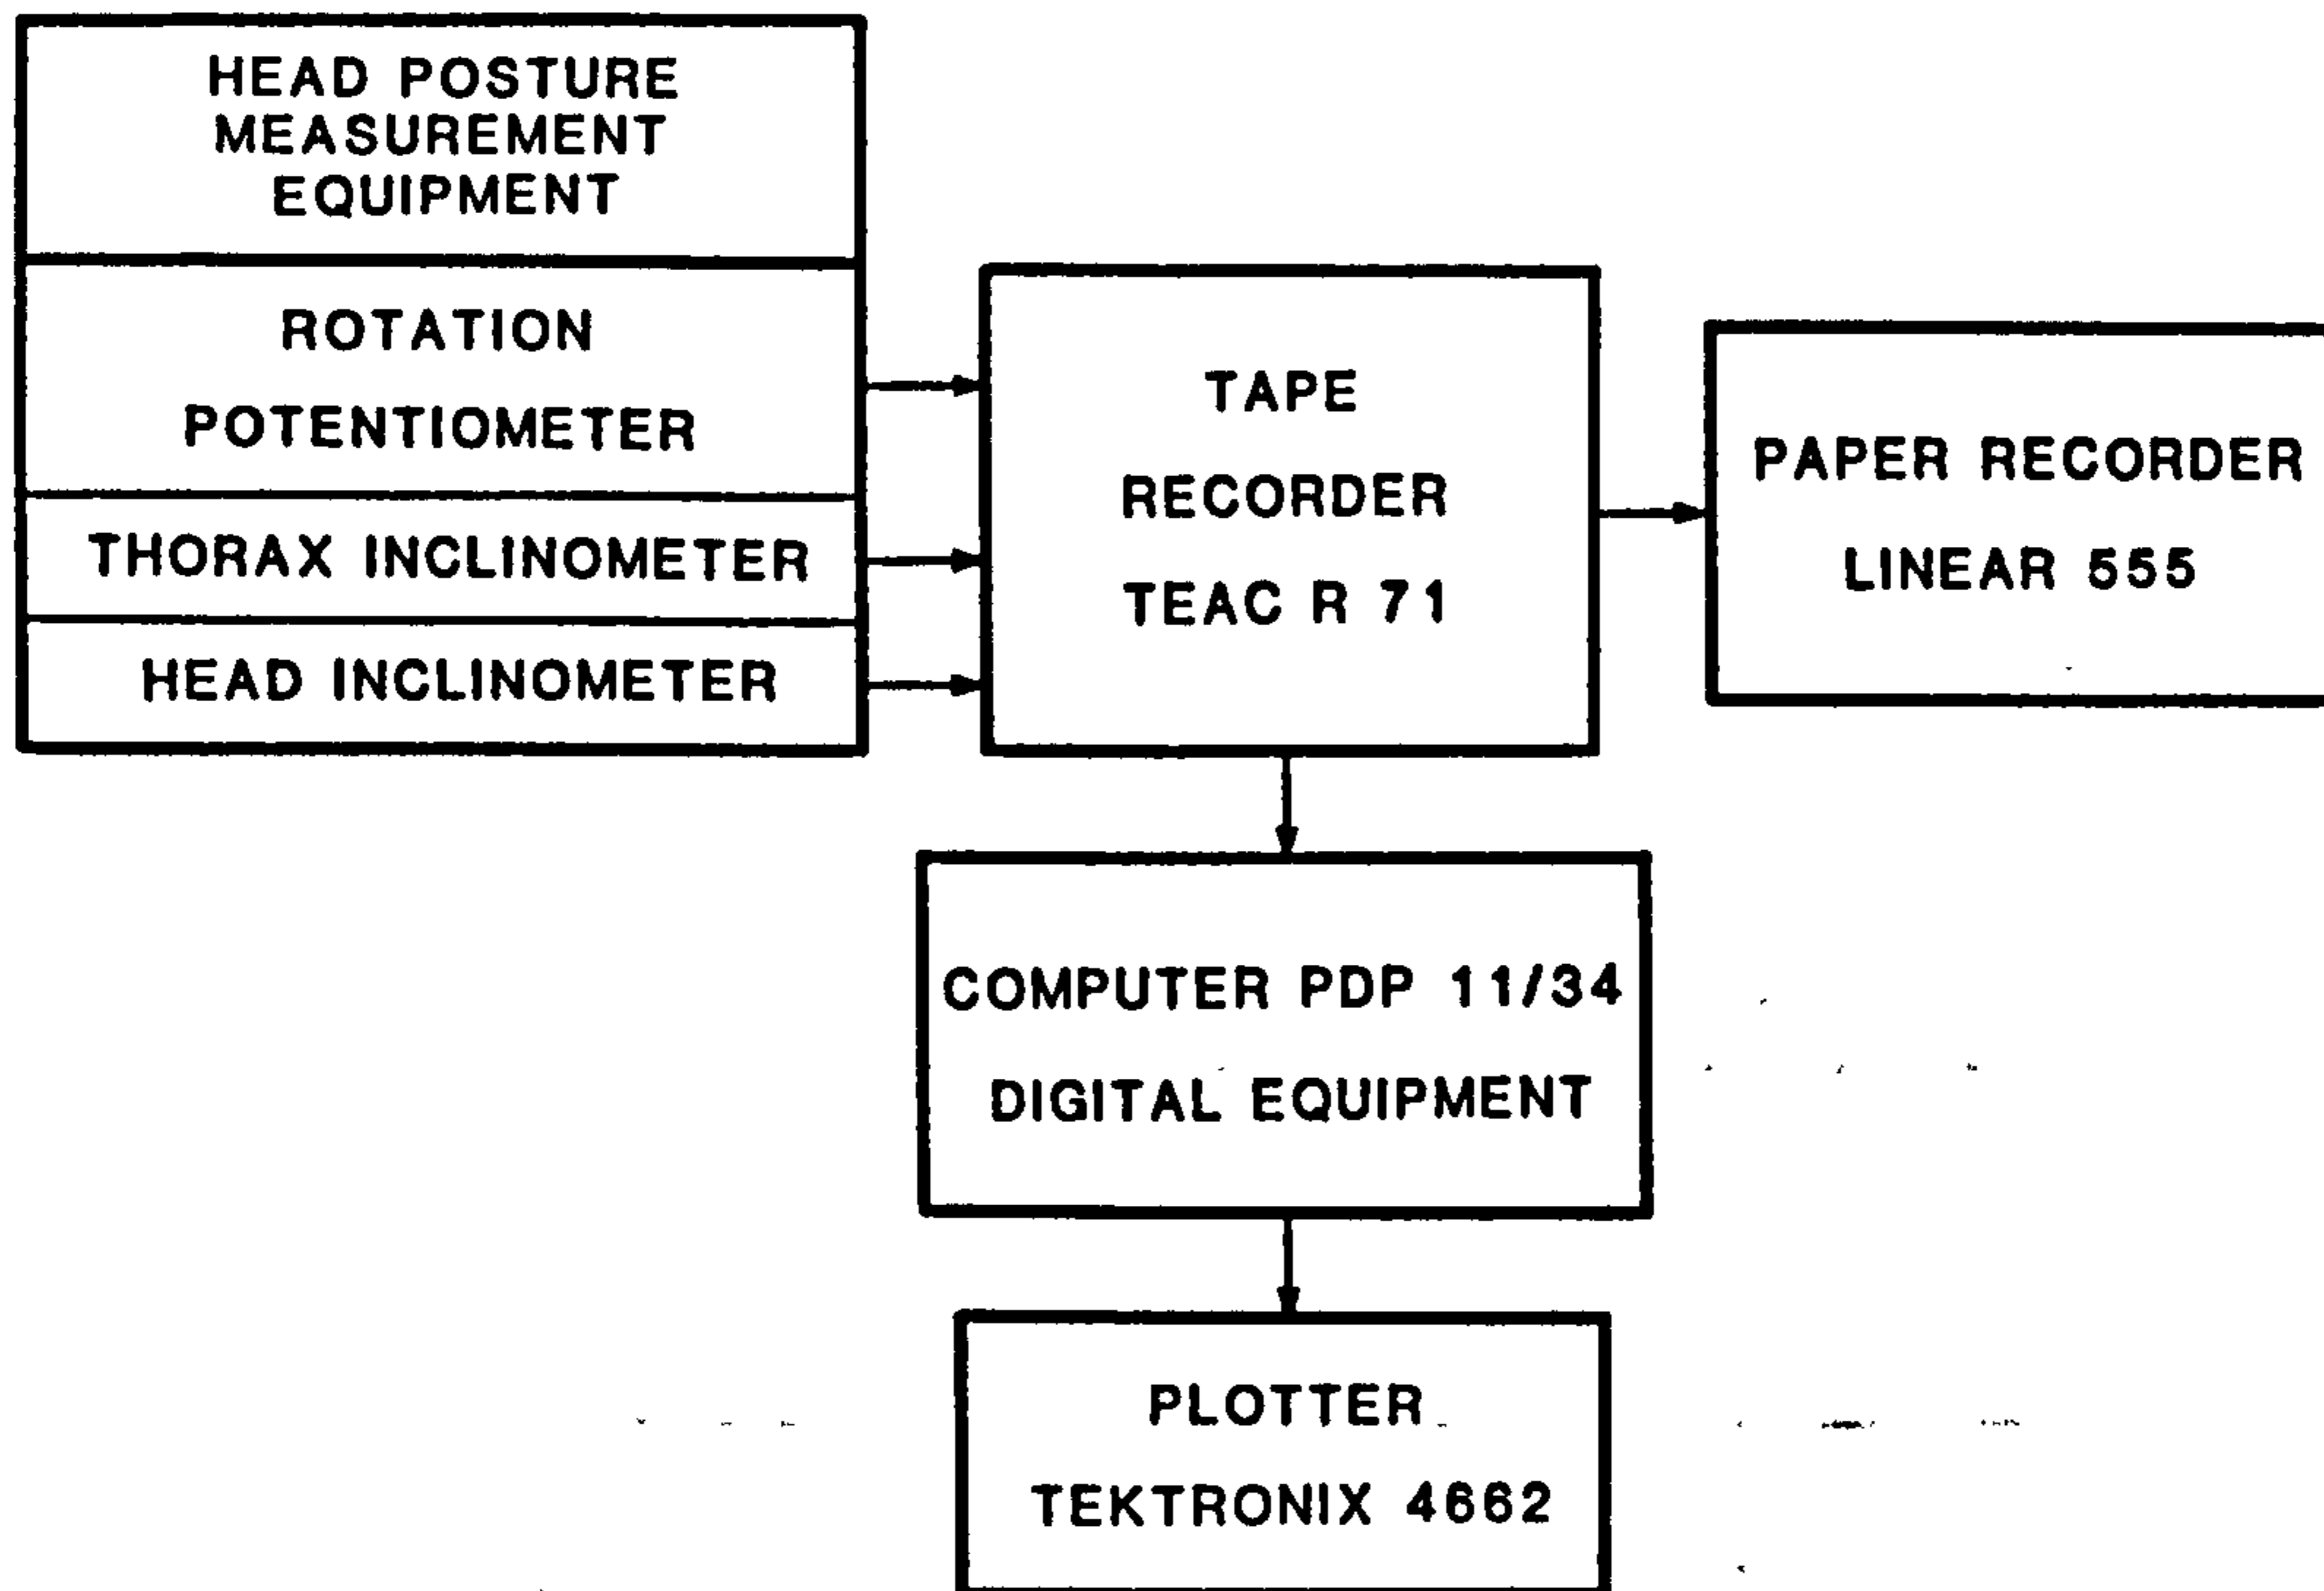 HEAD POSTURE
MEASUREMENT
EQUIPMENT
ROTATION
POTENTIOMETER
THORAX INCLINOMETER
HEAD INCLINOMETER
TAPE
RECORDER
TEAC R 71
PAPER RECORDER
LINEAR 555
COMPUTER PDP 11/34
DIGITAL EQUIPMENT
PLOTTER
TEKTRONIX 4662